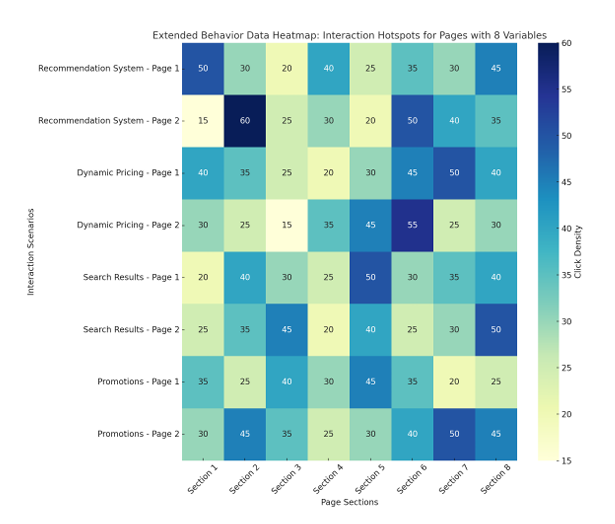 Extended Behavior Data Heatmap: Interaction Hotspots for Pages with 8 Variables
Recommendation System - Page 1 50 30 20 40 25 35 30 45
Recommendation System - Page 2 15 60 25 30 20 50 40 35
Dynamic Pricing - Page 1 40 35 25 20 30 45 50 40
Dynamic Pricing - Page 2 30 25 15 35 45 55 25 30
Search Results - Page 1 20 40 30 25 50 30 35 40
Search Results - Page 2 25 35 45 20 40 25 30 50
Promotions - Page 1 35 25 40 30 45 35 20 25
Promotions - Page 2 30 45 35 25 30 40 50 45
Interaction Scenarios
Section 1 Section 2 Section 3 Section 4 Section 5 Section 6 Section 7 Section 8
Page Sections
60
55
50
45
40
35
30
25
20
15
Click Density